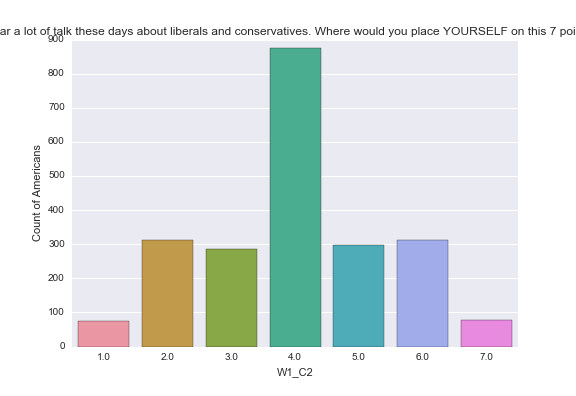 ar a lot of talk these days about liberals and conservatives. Where would you place YOURSELF on this 7 poi
900
800
700
600
500
400
300
200
100
0
Count of Americans
1.0 2.0 3.0 4.0 5.0 6.0 7.0
W1_C2